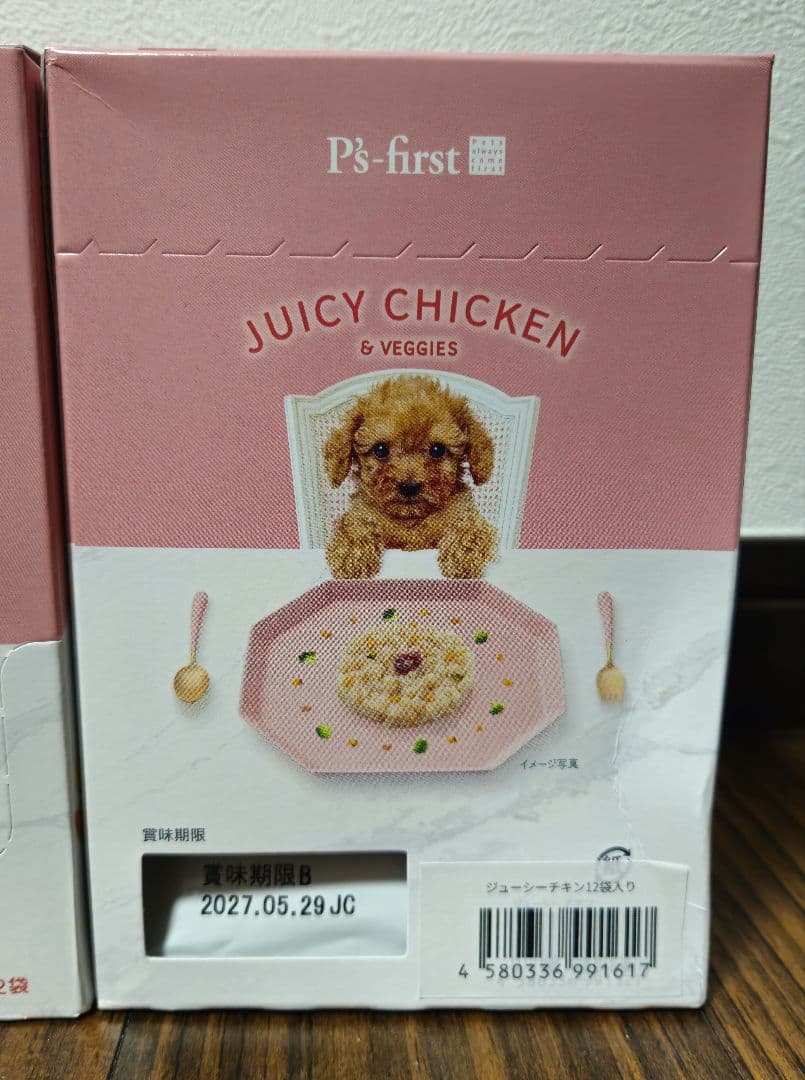 P's-first
Pets
always
come
first
JUICY CHICKEN
& VEGGIES
イメージ写真
賞味期限
賞味期限B
2027.05.29 JC
ジューシーチキン12袋入り
4 580336 991617
2袋